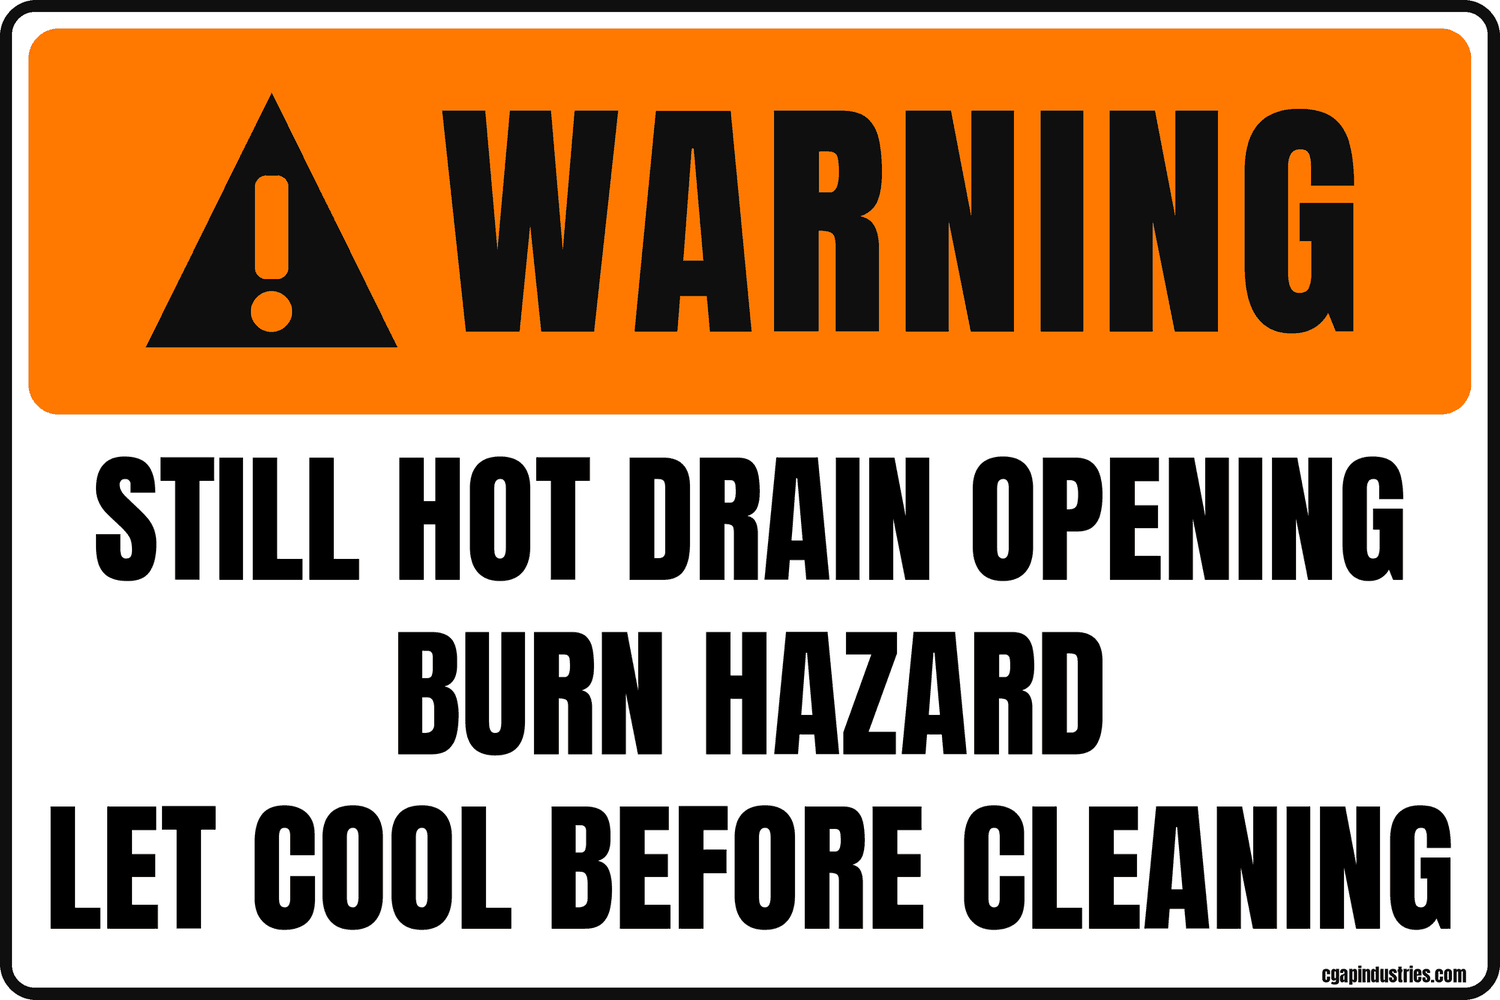 WARNING
STILL HOT DRAIN OPENING
BURN HAZARD
LET COOL BEFORE CLEANING
cgapindustries.com